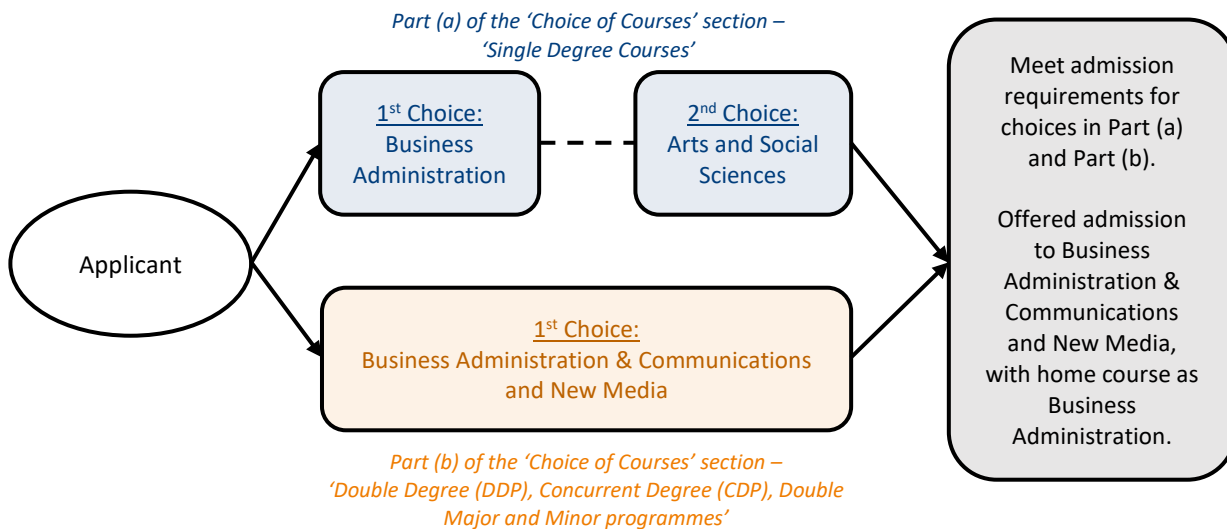 Part (a) of the ‘Choice of Courses’ section –
‘Single Degree Courses’
1st Choice:
Business
Administration
2nd Choice:
Arts and Social
Sciences
Applicant
1st Choice:
Business Administration & Communications
and New Media
Part (b) of the ‘Choice of Courses’ section –
‘Double Degree (DDP), Concurrent Degree (CDP), Double
Major and Minor programmes’
Meet admission
requirements for
choices in Part (a)
and Part (b).
Offered admission
to Business
Administration &
Communications
and New Media,
with home course as
Business
Administration.